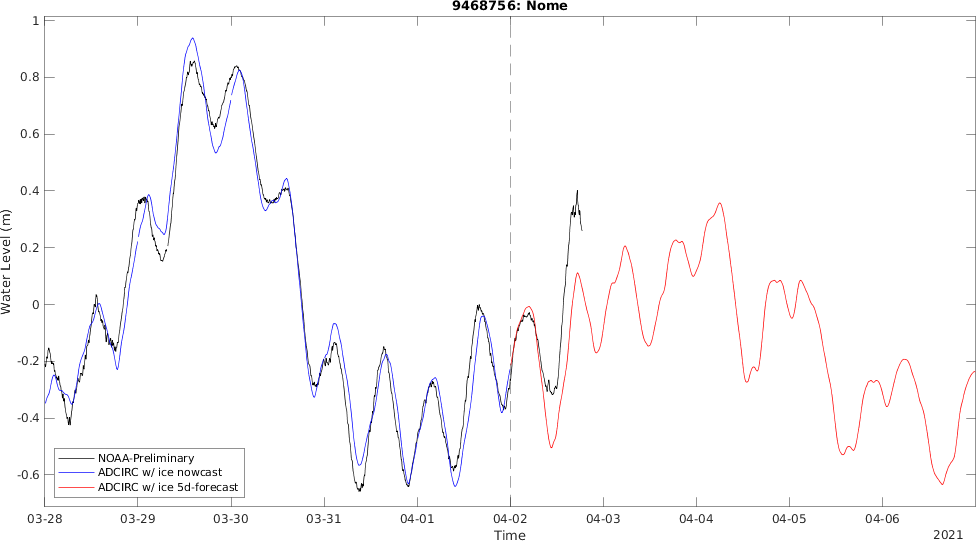 9468756: Nome
Water Level (m)
1
0.8
0.6
0.4
0.2
0
-0.2
-0.4
-0.6
NOAA-Preliminary
ADCIRC w/ ice nowcast
ADCIRC w/ ice 5d-forecast
03-28 03-29 03-30 03-31 04-01 04-02 04-03 04-04 04-05 04-06
Time
2021